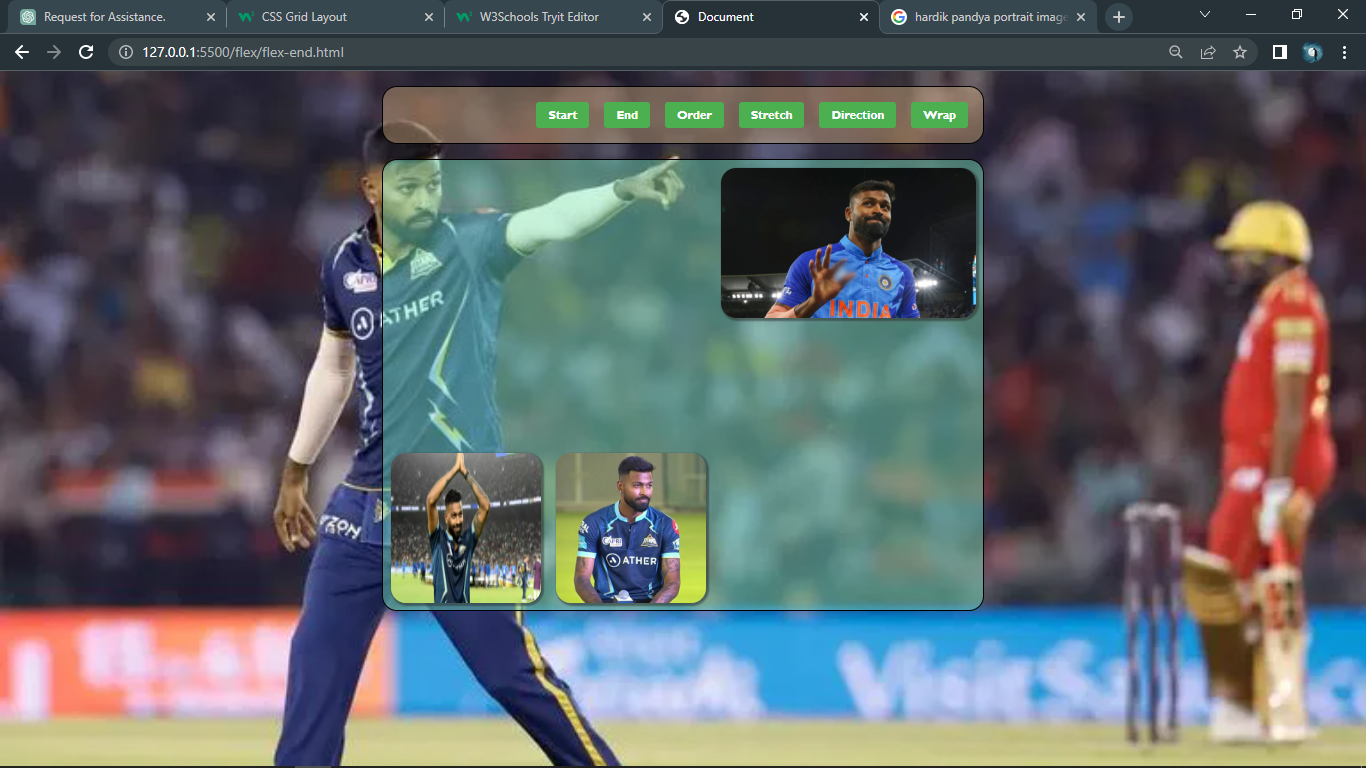 Request for Assistance.
CSS Grid Layout
W3Schools Tryit Editor
Document
hardik pandya portrait image
127.0.0.1:5500/flex/flex-end.html
Start
End
Order
Stretch
Direction
Wrap
ATHER
INDIA
ATHER